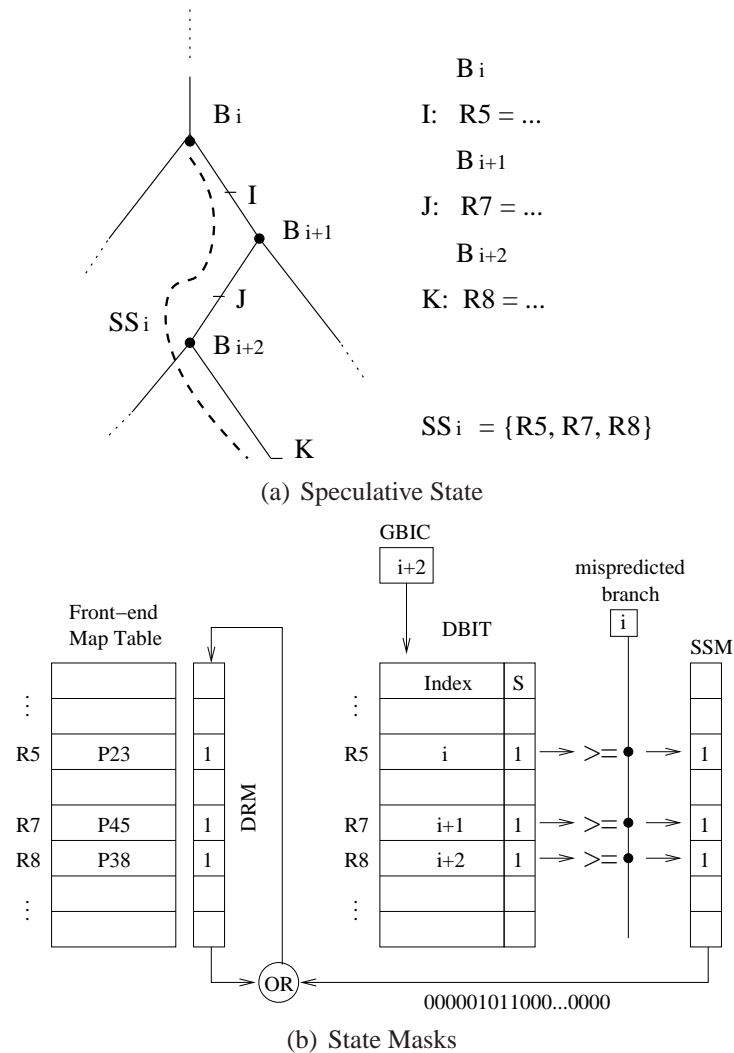 B i
I: R5 = ...
B i+1
J: R7 = ...
B i+2
K: R8 = ...
SS i = {R5, R7, R8}
B i
I
B i+1
J
SS i
B i+2
K
(a) Speculative State
GBIC
i+2
mispredicted
branch
i
Front−end
Map Table
DBIT
SSM
Index S
R5 P23 1
R7 P45 1
R8 P38 1
DRM
R5 i 1 >= 1
R7 i+1 1 >= 1
R8 i+2 1 >= 1
OR
000001011000...0000
(b) State Masks